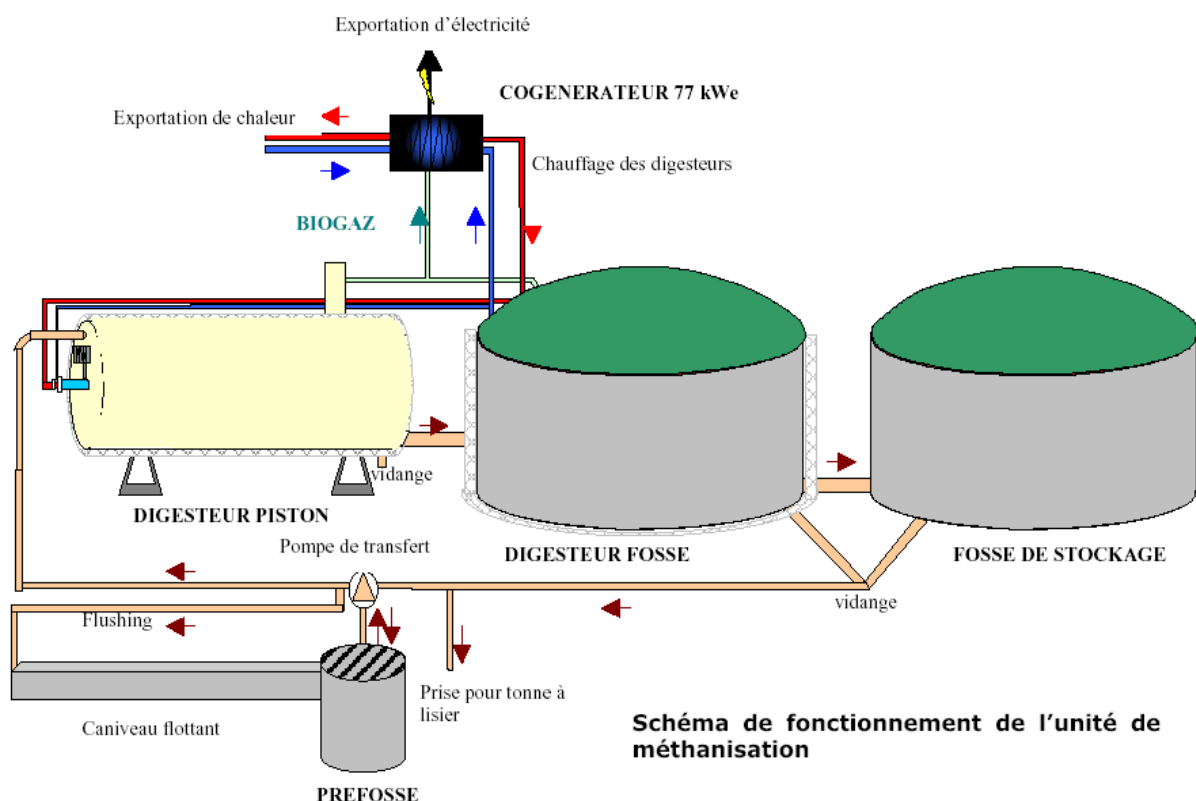 Exportation d'électricité
COGENERATEUR 77 kWe
Exportation de chaleur
Chauffage des digesteurs
BIOGAZ
vidange
DIGESTEUR PISTON
Pompe de transfert
DIGESTEUR FOSSE
FOSSE DE STOCKAGE
vidange
Flushing
Prise pour tonne à
lisier
Caniveau flottant
Schéma de fonctionnement de l'unité de
méthanisation
PREFOSSE